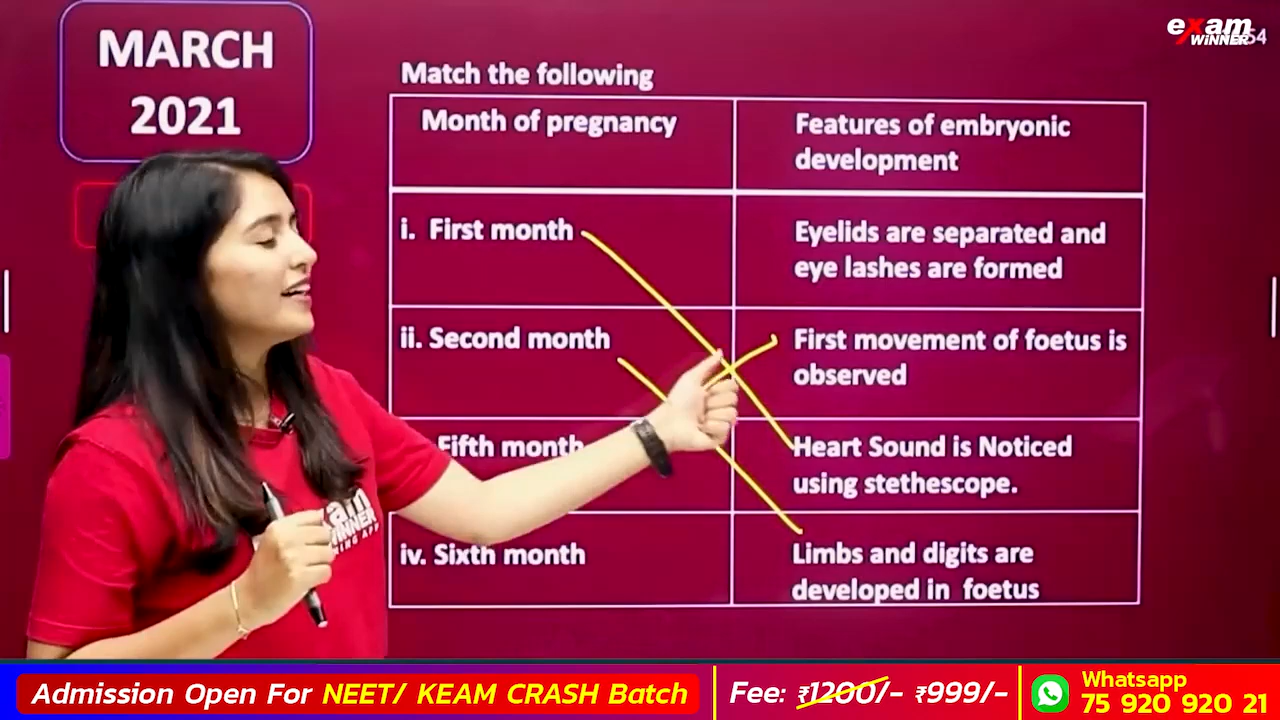 MARCH
2021
exam
WiNNER
54
Match the following
Month of pregnancy
Features of embryonic
development
i. First month
Eyelids are separated and
eye lashes are formed
ii. Second month
First movement of foetus is
observed
Fifth month
Heart Sound is Noticed
using stethescope.
iv. Sixth month
Limbs and digits are
developed in foetus
WINNER
Admission Open For NEET/ KEAM CRASH Batch
Fee: ₹1200/- ₹999/-
Whatsapp
75 920 920 21